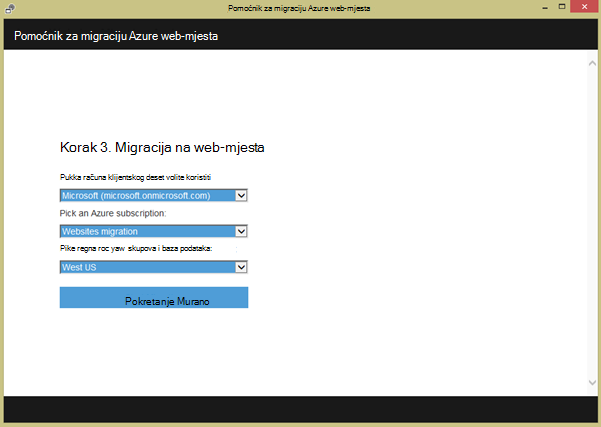 Pomoćnik za migraciju Azure web-mjesta
Pomoćnik za migraciju Azure web-mjesta
Korak 3. Migracija na web-mjesta
Pukka računa klijentskog deset volite koristiti
Microsoft (microsoft.onmicrosoft.com)
Pick an Azure subscription:
Websites migration
Pike regna roc yaw skupova i baza podataka:
West US
Pokretanje Murano